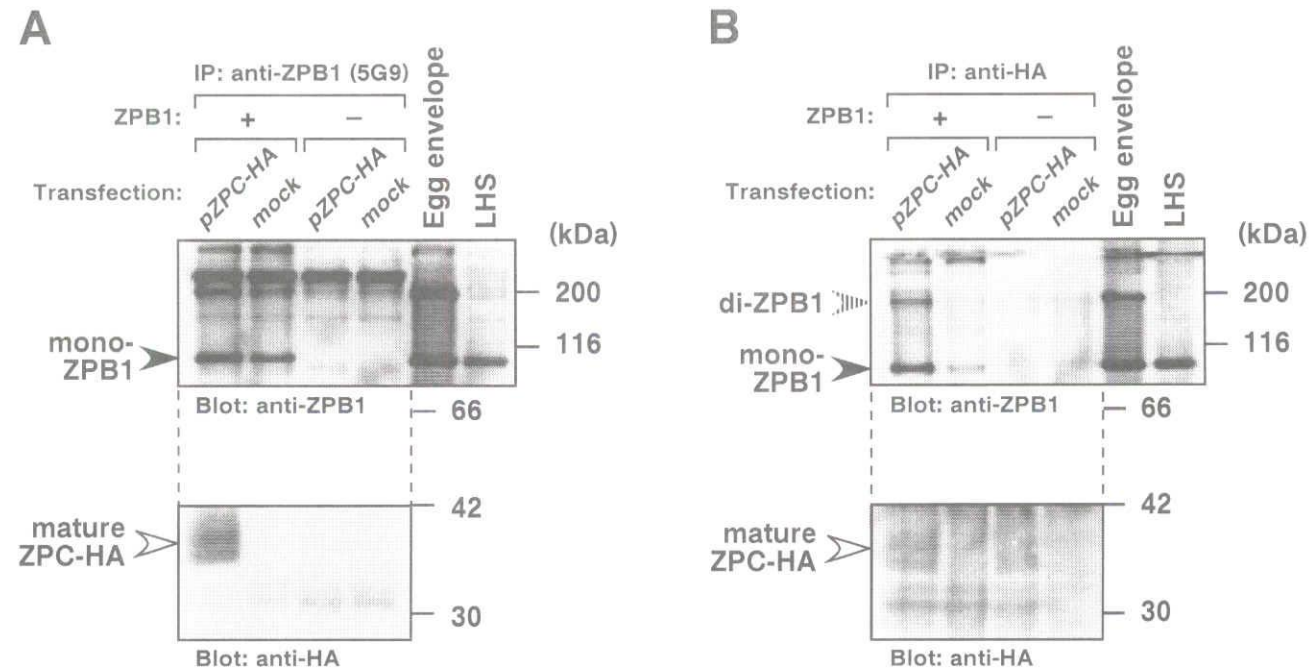 A
IP: anti-ZPB1 (5G9)
ZPB1: + −
Transfection: pZPC-HA mock pZPC-HA mock Egg envelope LHS
(kDa)
200
mono-
ZPB1
116
Blot: anti-ZPB1
66
42
mature
ZPC-HA
30
Blot: anti-HA
B
IP: anti-HA
ZPB1: + −
Transfection: pZPC-HA mock pZPC-HA mock Egg envelope LHS
(kDa)
di-ZPB1
200
mono-
ZPB1
116
Blot: anti-ZPB1
66
42
mature
ZPC-HA
30
Blot: anti-HA